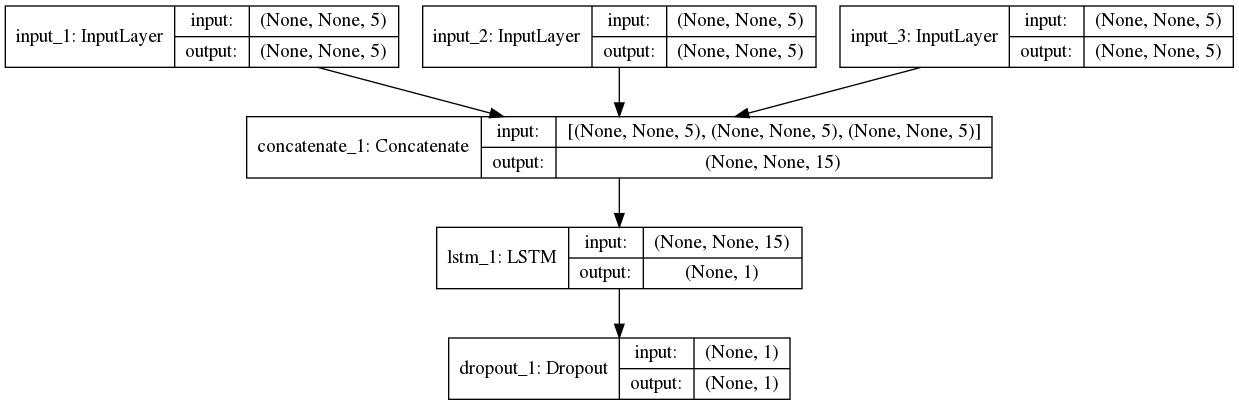 input_1: InputLayer input: (None, None, 5) output: (None, None, 5)
input_2: InputLayer input: (None, None, 5) output: (None, None, 5)
input_3: InputLayer input: (None, None, 5) output: (None, None, 5)
concatenate_1: Concatenate input: [(None, None, 5), (None, None, 5), (None, None, 5)] output: (None, None, 15)
lstm_1: LSTM input: (None, None, 15) output: (None, 1)
dropout_1: Dropout input: (None, 1) output: (None, 1)